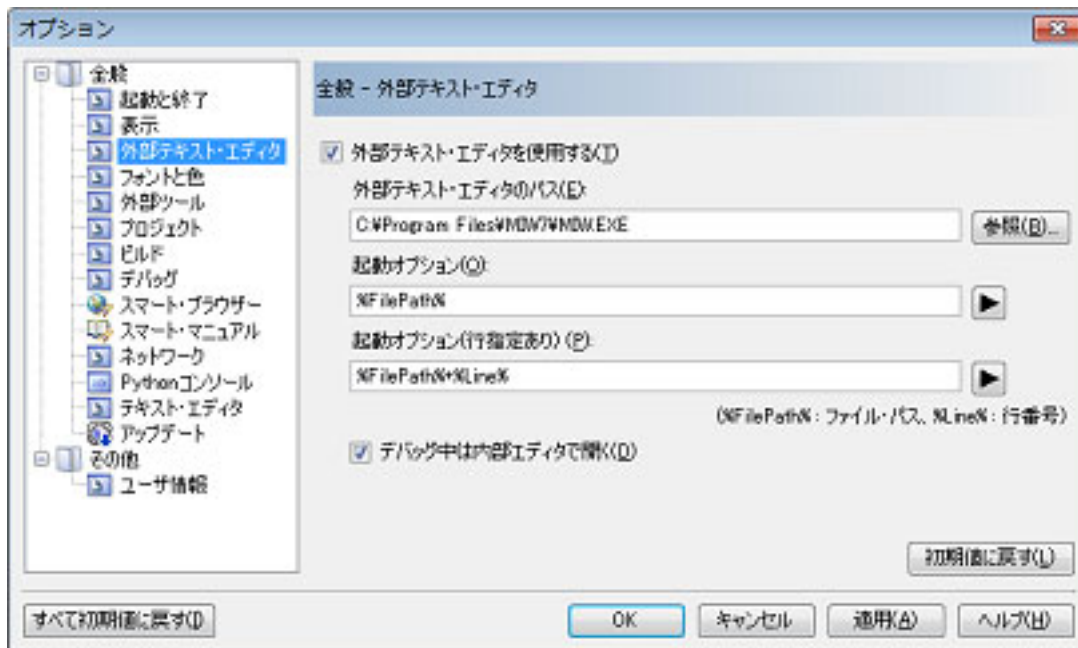 オプション
全般
起動と終了
表示
外部テキスト・エディタ
フォントと色
外部ツール
プロジェクト
ビルド
デバッグ
スマート・ブラウザー
スマート・マニュアル
ネットワーク
Pythonコンソール
テキスト・エディタ
アップデート
その他
ユーザ情報
全般 - 外部テキスト・エディタ
外部テキスト・エディタを使用する(T)
外部テキスト・エディタのパス(E):
C:¥Program Files¥MIW7¥MIW.EXE
参照(B)...
起動オプション(O):
%FilePath%
起動オプション(行指定あり) (P):
%FilePath%+%Line%
(%FilePath% : ファイル・パス、%Line% : 行番号)
デバッグ中は内部エディタで開く(D)
初期値に戻す(L)
すべて初期値に戻す(I)
OK
キャンセル
適用(A)
ヘルプ(H)